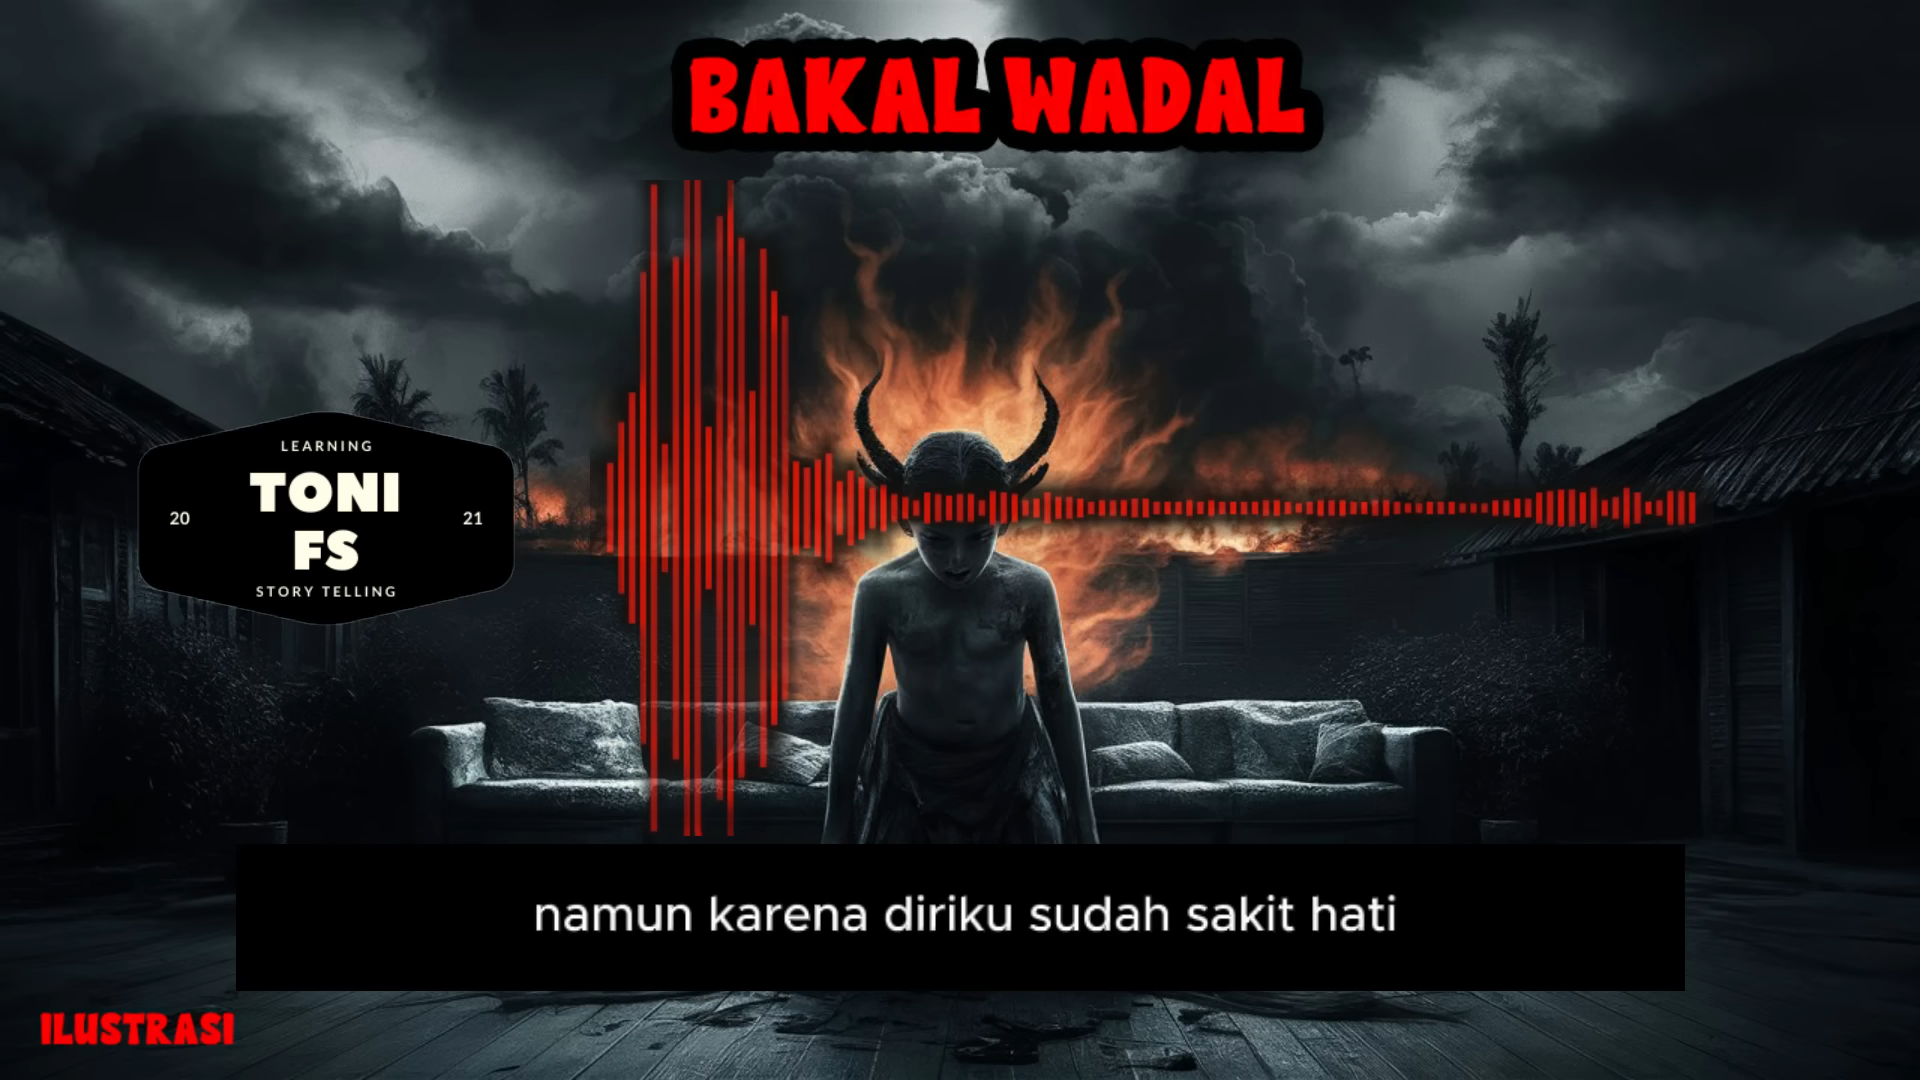 BAKAL WADAL
LEARNING
TONI
FS
20
21
STORY TELLING
namun karena diriku sudah sakit hati
ILUSTRASI